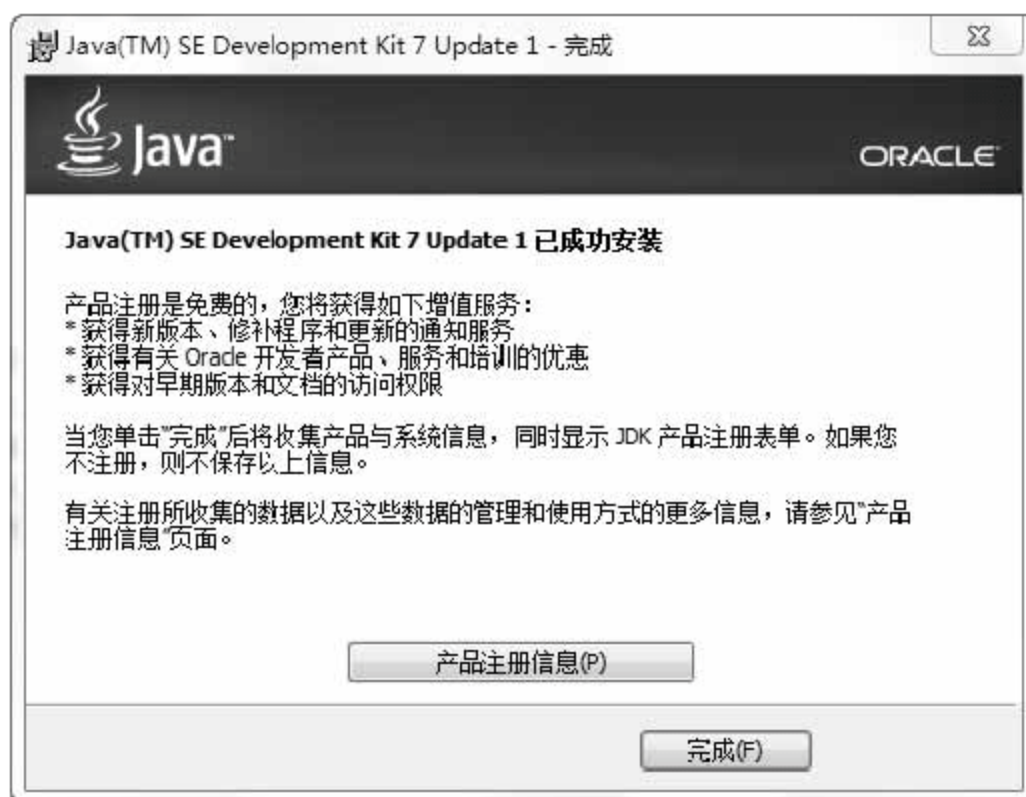 Java(TM) SE Development Kit 7 Update 1 - 完成
Java™
ORACLE
Java(TM) SE Development Kit 7 Update 1 已成功安装
产品注册是免费的，您将获得如下增值服务：
* 获得新版本、修补程序和更新的通知服务
* 获得有关 Oracle 开发者产品、服务和培训的优惠
* 获得对早期版本和文档的访问权限
当您单击"完成"后将收集产品与系统信息，同时显示 JDK 产品注册表单。如果您
不注册，则不保存以上信息。
有关注册所收集的数据以及这些数据的管理和使用方式的更多信息，请参见"产品
注册信息"页面。
产品注册信息(P)
完成(F)